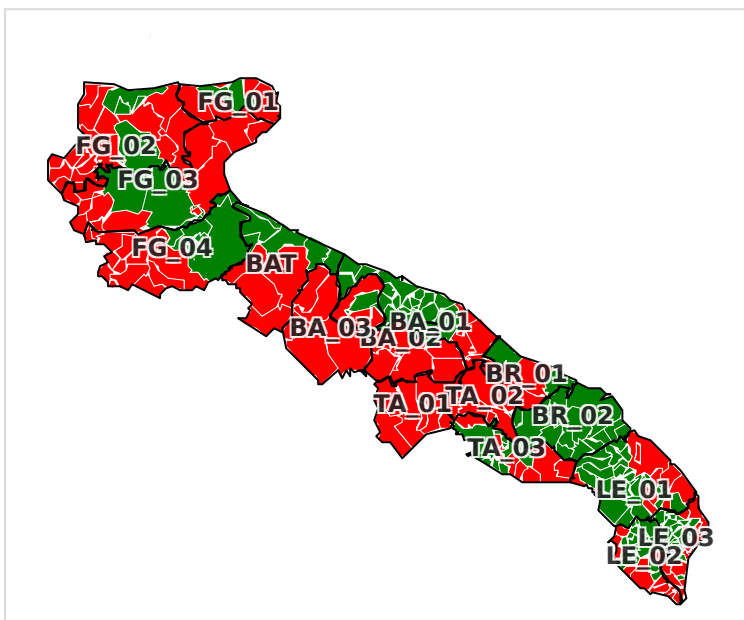 FG_01
FG_02
FG_03
FG_04
BAT
BA_01
BA_03
BA_02
BR_01
TA_02
TA_01
BR_02
TA_03
LE_01
LE_03
LE_02